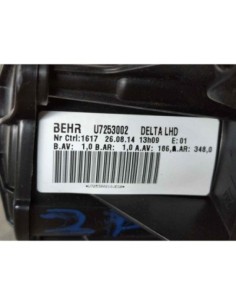 BEHR U7253002 DELTA LHD
Nr Ctrl:1617 26.08.14 13h09 E:01
B.AV: 1,0 B.AR: 1,0 A.AV: 186, A.AR: 348,0